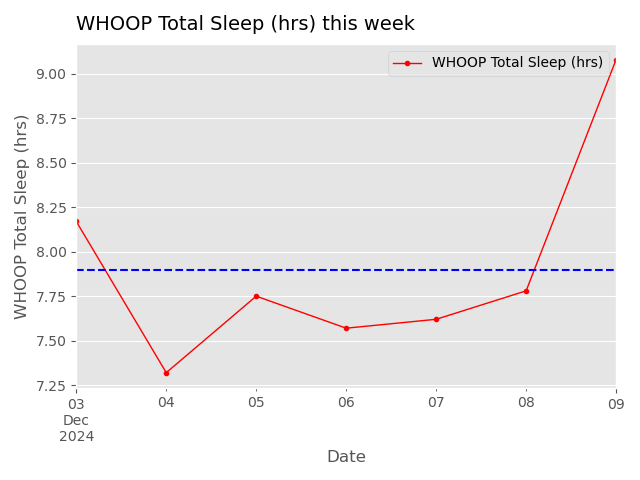 WHOOP Total Sleep (hrs) this week
WHOOP Total Sleep (hrs)
WHOOP Total Sleep (hrs)
9.00
8.75
8.50
8.25
8.00
7.75
7.50
7.25
03 04 05 06 07 08 09
Dec
2024
Date